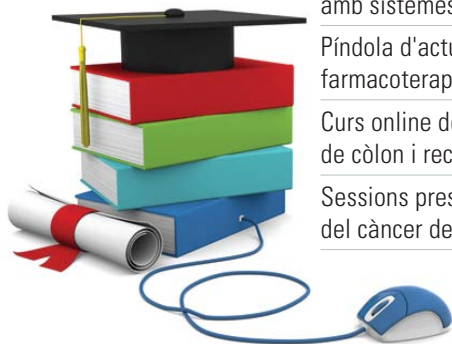 amb sistemes
Píndola d'actu
farmacoterap
Curs online de
de còlon i rec
Sessions pres
del càncer de